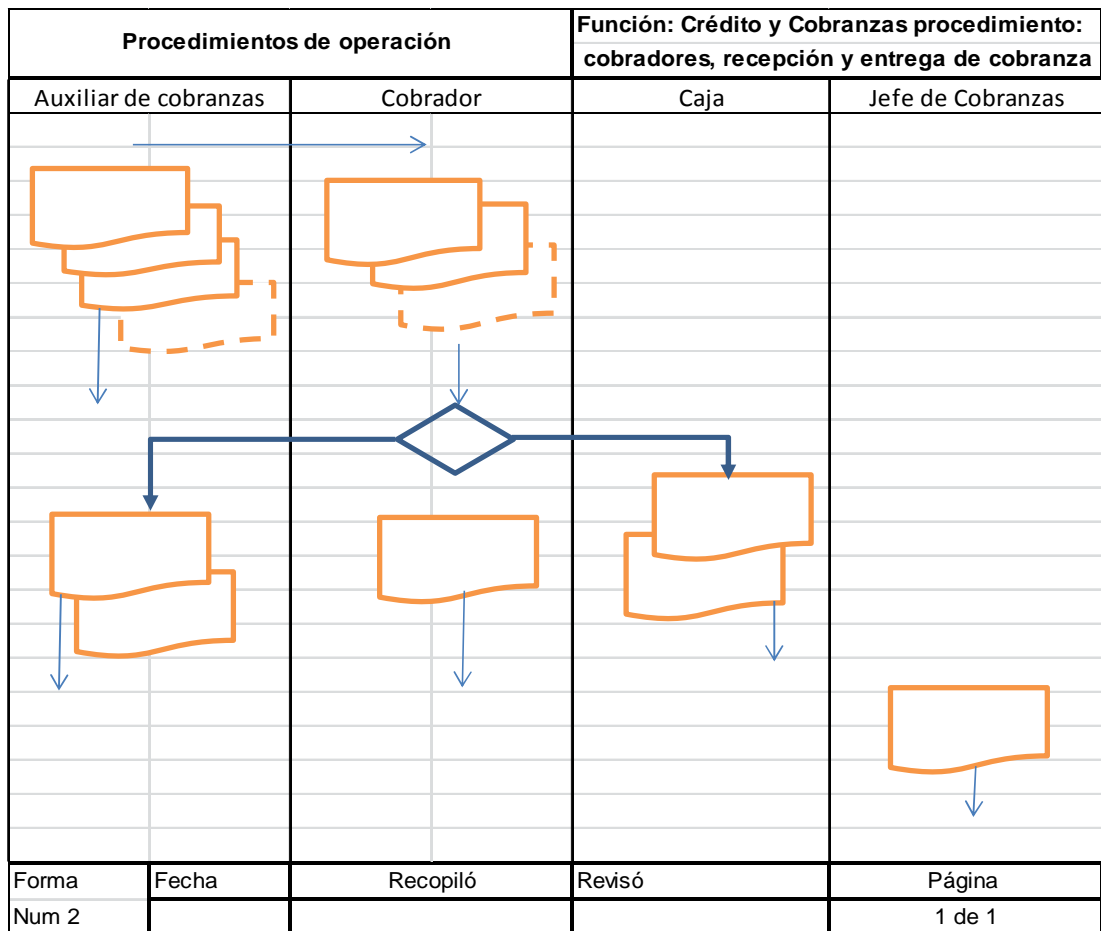 Procedimientos de operación
Función: Crédito y Cobranzas procedimiento:
cobradores, recepción y entrega de cobranza
Auxiliar de cobranzas
Cobrador
Caja
Jefe de Cobranzas
Forma
Fecha
Recopiló
Revisó
Página
Num 2
1 de 1